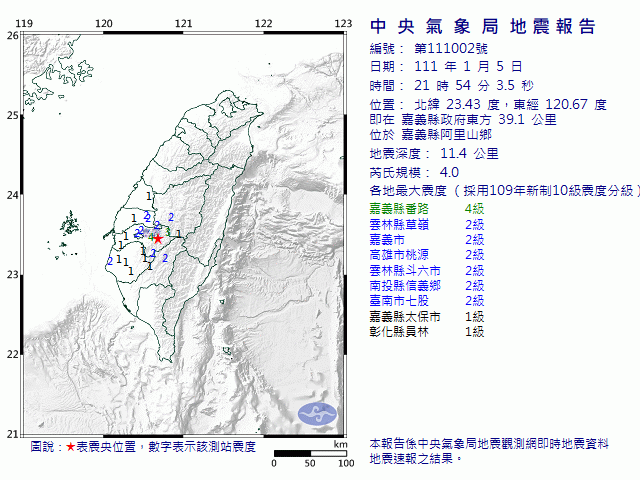 119 120 121 122 123
26
25
24
23
22
21
1
1 2 2
2
1 2 2
4 3 1
1 1
1 1 2 2
2 1 1
1
圖說：★表震央位置，數字表示該測站震度
km
0 50 100
中央氣象局地震報告
編號： 第111002號
日期： 111 年 1 月 5 日
時間： 21 時 54 分 3.5 秒
位置： 北緯 23.43 度，東經 120.67 度
即在 嘉義縣政府東方 39.1 公里
位於 嘉義縣阿里山鄉
地震深度： 11.4 公里
芮氏規模： 4.0
各地最大震度（採用109年新制10級震度分級）
嘉義縣番路 4級
雲林縣草嶺 2級
嘉義市 2級
高雄市桃源 2級
雲林縣斗六市 2級
南投縣信義鄉 2級
臺南市七股 2級
嘉義縣太保市 1級
彰化縣員林 1級
本報告係中央氣象局地震觀測網即時地震資料
地震速報之結果。